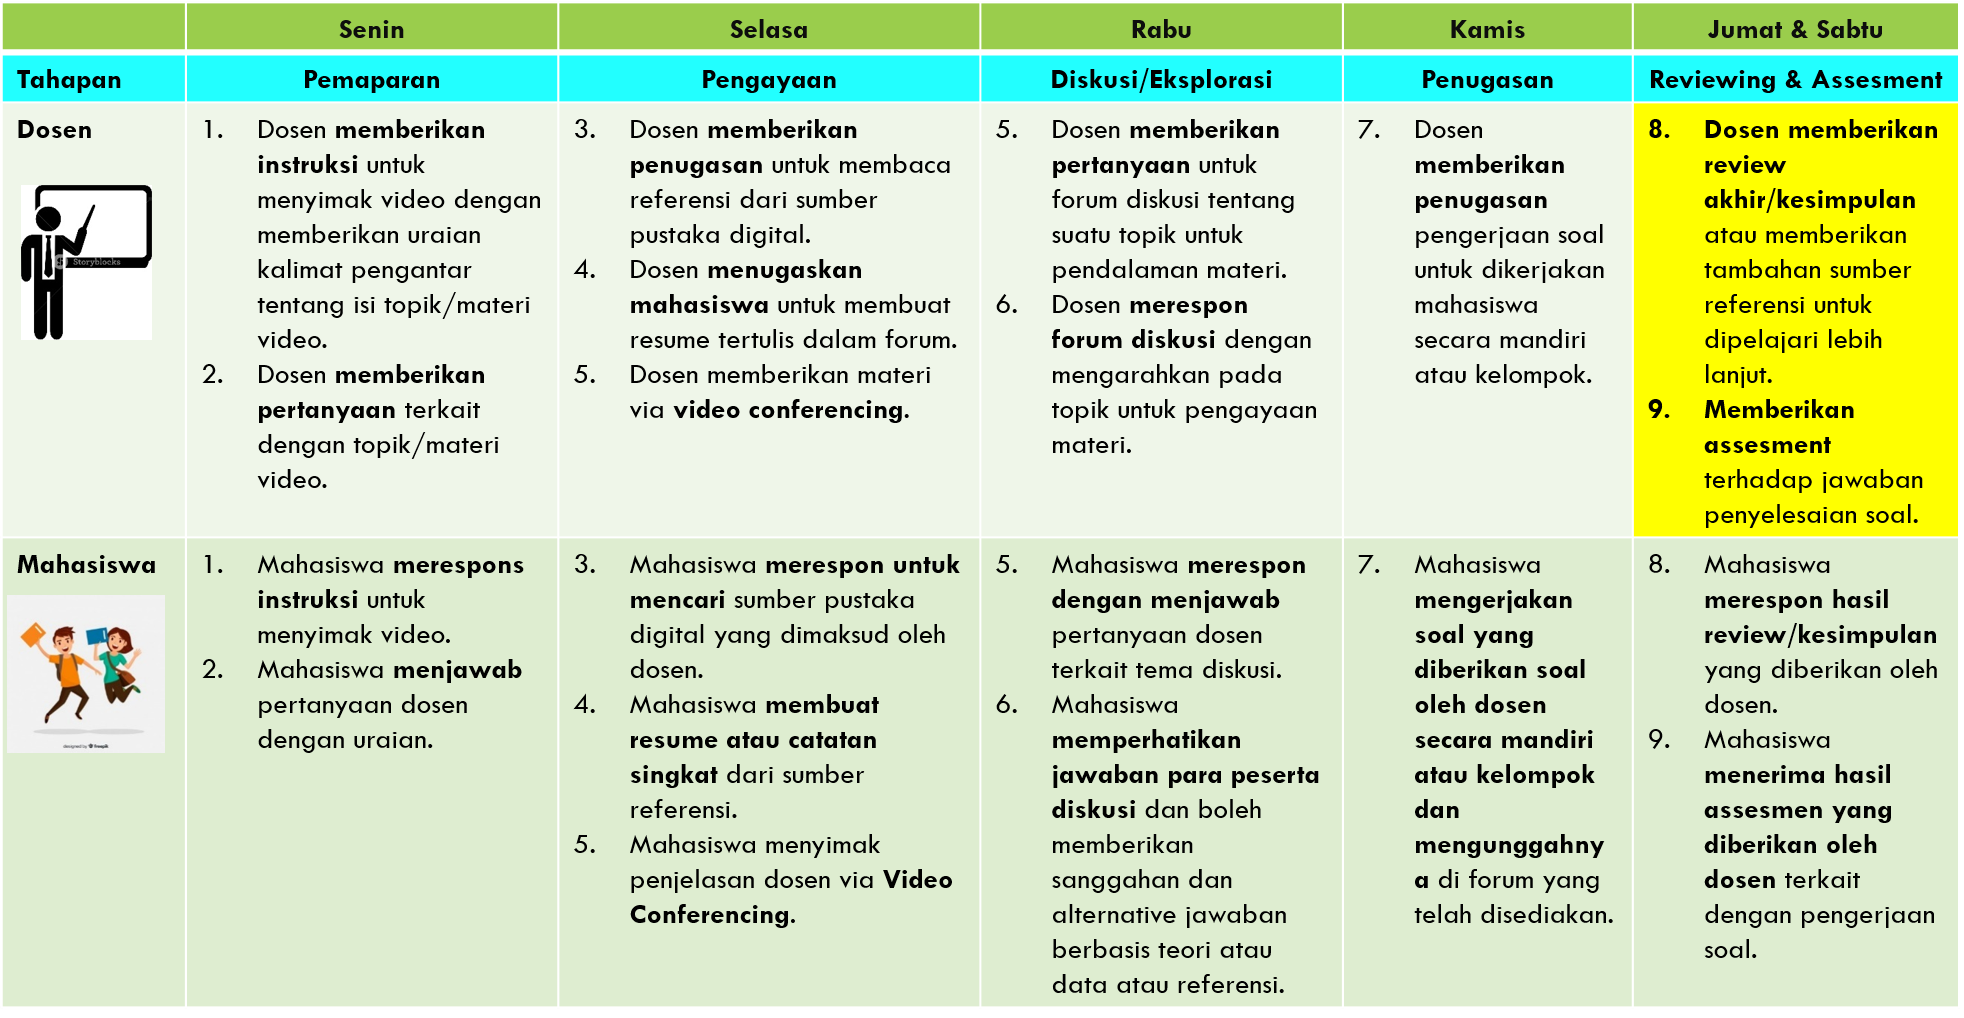 Senin
Selasa
Rabu
Kamis
Jumat & Sabtu
Tahapan
Pemaparan
Pengayaan
Diskusi/Eksplorasi
Penugasan
Reviewing & Assesment
Dosen
Storyblocks
1. Dosen memberikan
instruksi untuk
menyimak video dengan
memberikan uraian
kalimat pengantar
tentang isi topik/materi
video.
2. Dosen memberikan
pertanyaan terkait
dengan topik/materi
video.
3. Dosen memberikan
penugasan untuk membaca
referensi dari sumber
pustaka digital.
4. Dosen menugaskan
mahasiswa untuk membuat
resume tertulis dalam forum.
5. Dosen memberikan materi
via video conferencing.
5. Dosen memberikan
pertanyaan untuk
forum diskusi tentang
suatu topik untuk
pendalaman materi.
6. Dosen merespon
forum diskusi dengan
mengarahkan pada
topik untuk pengayaan
materi.
7. Dosen
memberikan
penugasan
pengerjaan soal
untuk dikerjakan
mahasiswa
secara mandiri
atau kelompok.
8. Dosen memberikan
review
akhir/kesimpulan
atau memberikan
tambahan sumber
referensi untuk
dipelajari lebih
lanjut.
9. Memberikan
assesment
terhadap jawaban
penyelesaian soal.
Mahasiswa
designed by freepik
1. Mahasiswa merespons
instruksi untuk
menyimak video.
2. Mahasiswa menjawab
pertanyaan dosen
dengan uraian.
3. Mahasiswa merespon untuk
mencari sumber pustaka
digital yang dimaksud oleh
dosen.
4. Mahasiswa membuat
resume atau catatan
singkat dari sumber
referensi.
5. Mahasiswa menyimak
penjelasan dosen via Video
Conferencing.
5. Mahasiswa merespon
dengan menjawab
pertanyaan dosen
terkait tema diskusi.
6. Mahasiswa
memperhatikan
jawaban para peserta
diskusi dan boleh
memberikan
sanggahan dan
alternative jawaban
berbasis teori atau
data atau referensi.
7. Mahasiswa
mengerjakan
soal yang
diberikan soal
oleh dosen
secara mandiri
atau kelompok
dan
mengunggahny
a di forum yang
telah disediakan.
8. Mahasiswa
merespon hasil
review/kesimpulan
yang diberikan oleh
dosen.
9. Mahasiswa
menerima hasil
assesmen yang
diberikan oleh
dosen terkait
dengan pengerjaan
soal.